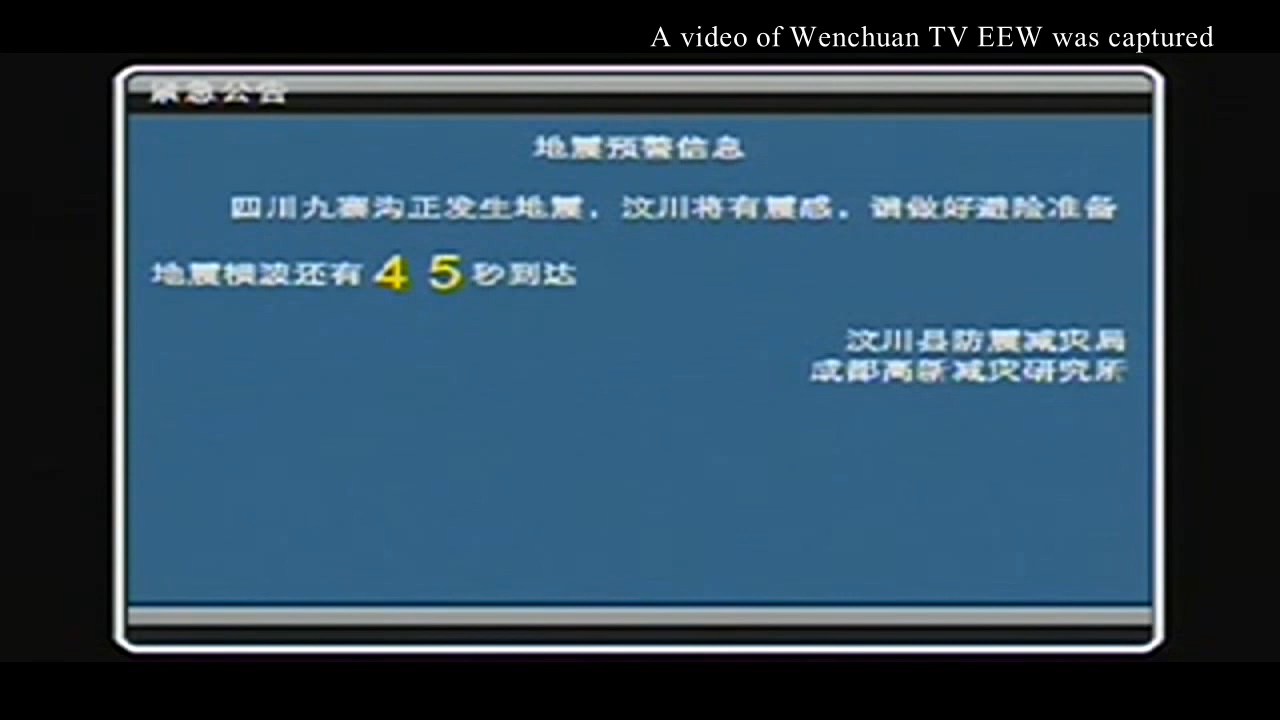 A video of Wenchuan TV EEW was captured
紧急公告
地震预警信息
四川九寨沟正发生地震，汶川将有震感，请做好避险准备
地震横波还有45秒到达
汶川县防震减灾局
成都高新减灾研究所